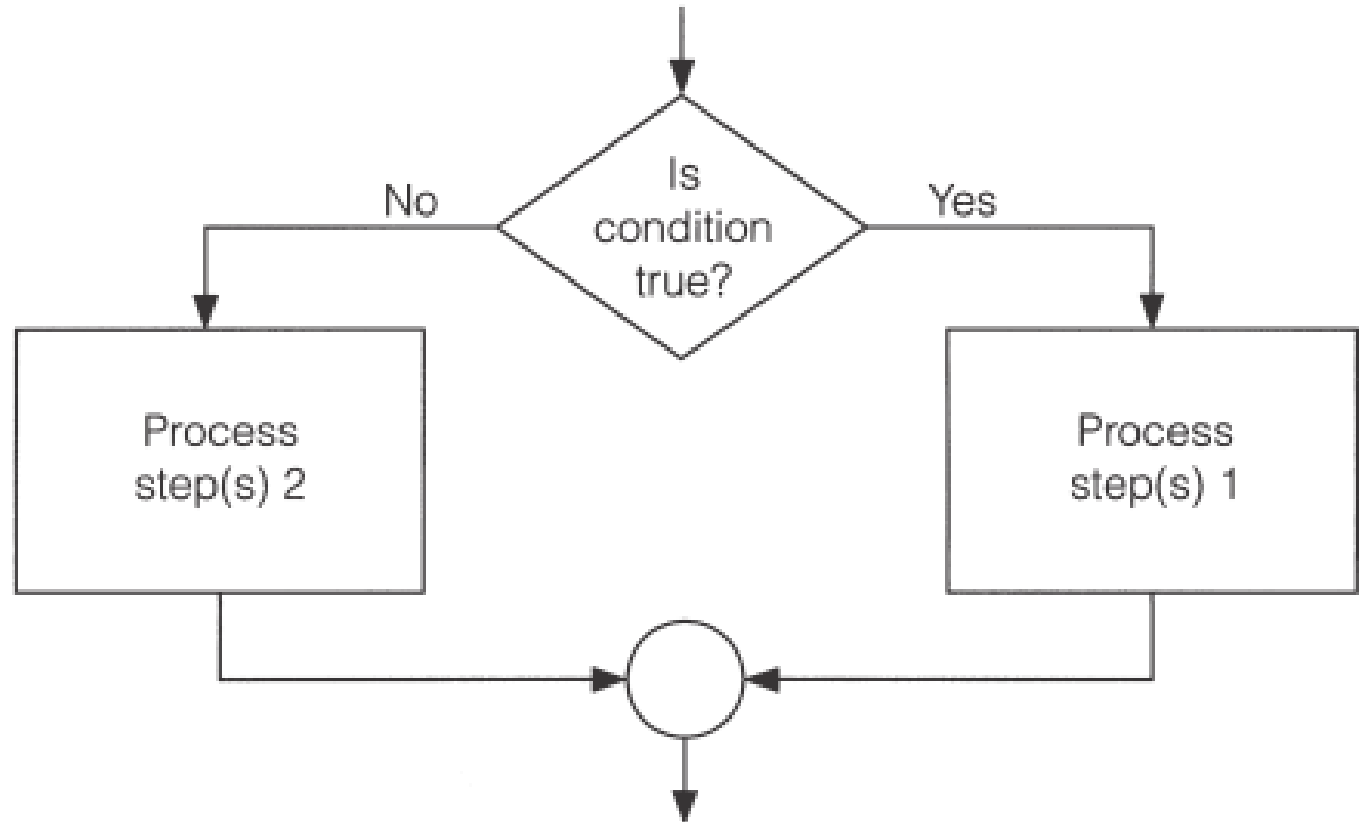 Is
condition
true?
No
Yes
Process
step(s) 2
Process
step(s) 1